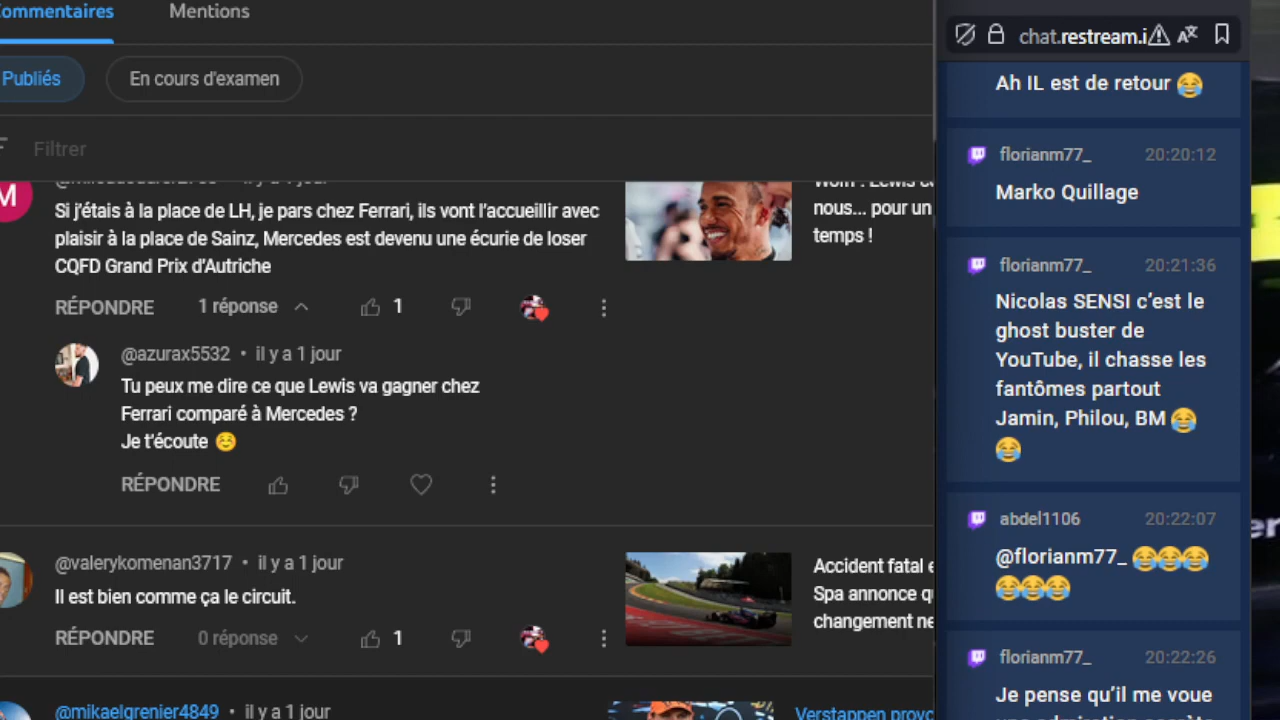 ommentaires Mentions
Publiés En cours d'examen
Filtrer
Si j'étais à la place de LH, je pars chez Ferrari, ils vont l'accueillir avec
plaisir à la place de Sainz, Mercedes est devenu une écurie de loser
CQFD Grand Prix d'Autriche
nous... pour un
temps !
RÉPONDRE 1 réponse 1
@azurax5532 • il y a 1 jour
Tu peux me dire ce que Lewis va gagner chez
Ferrari comparé à Mercedes ?
Je t'écoute ☺️
RÉPONDRE
@valerykomenan3717 • il y a 1 jour
Il est bien comme ça le circuit.
RÉPONDRE 0 réponse 1
Accident fatal
Spa annonce
changement ne
@mikaelgrenier4849 • il y a 1 jour
Verstappen provo
chat.restream.i
Ah IL est de retour 😂
florianm77_ 20:20:12
Marko Quillage
florianm77_ 20:21:36
Nicolas SENSI c'est le
ghost buster de
YouTube, il chasse les
fantômes partout
Jamin, Philou, BM 😂
😂
abdel1106 20:22:07
@florianm77_ 😂😂😂
😂😂😂
florianm77_ 20:22:26
Je pense qu'il me voue